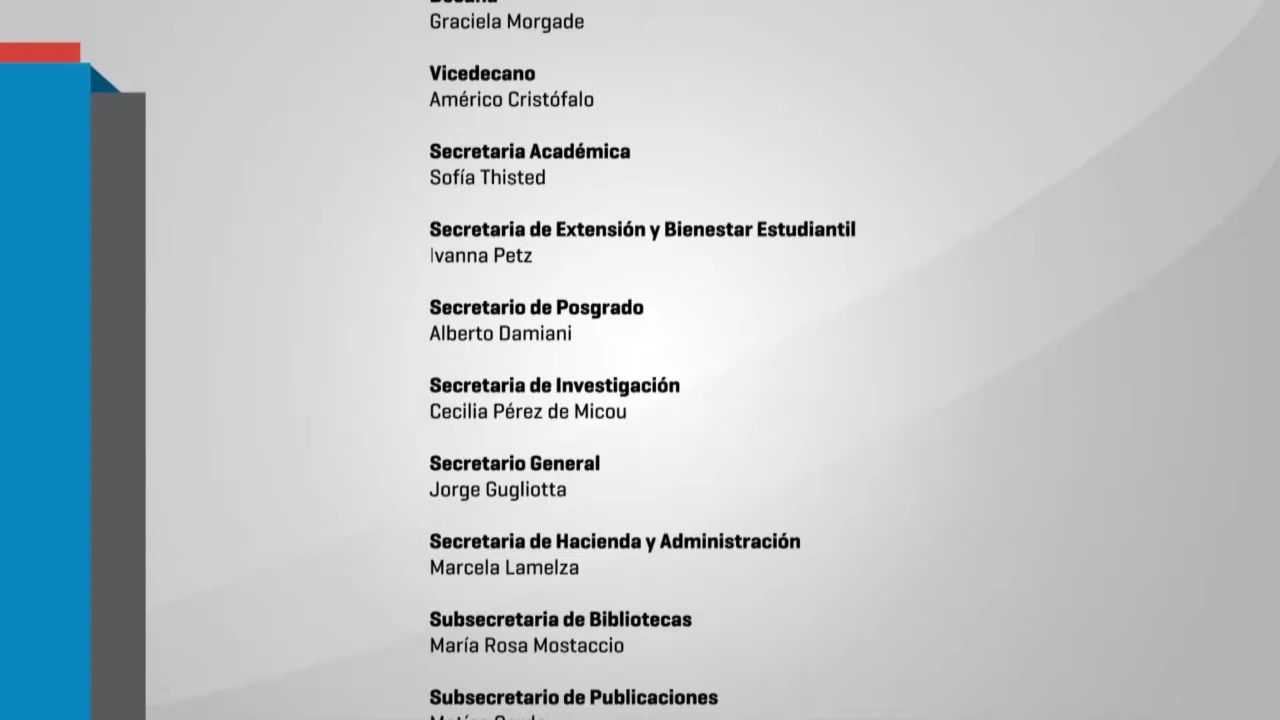 Graciela Morgade
Vicedecano
Américo Cristófalo
Secretaria Académica
Sofía Thisted
Secretaria de Extensión y Bienestar Estudiantil
Ivanna Petz
Secretario de Posgrado
Alberto Damiani
Secretaria de Investigación
Cecilia Pérez de Micou
Secretario General
Jorge Gugliotta
Secretaria de Hacienda y Administración
Marcela Lamelza
Subsecretaria de Bibliotecas
María Rosa Mostaccio
Subsecretario de Publicaciones